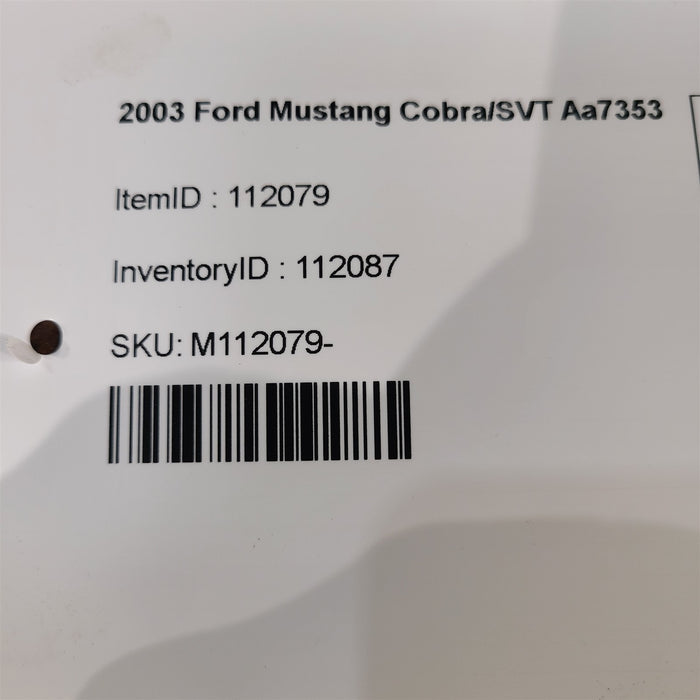 2003 Ford Mustang Cobra/SVT Aa7353
ItemID : 112079
InventoryID : 112087
SKU: M112079-